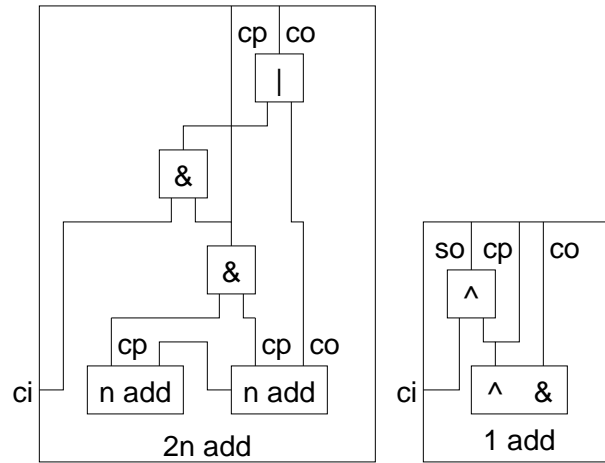 cp co
|
&
&
so cp co
^
cp cp co
ci n add n add
ci ^ &
2n add
1 add